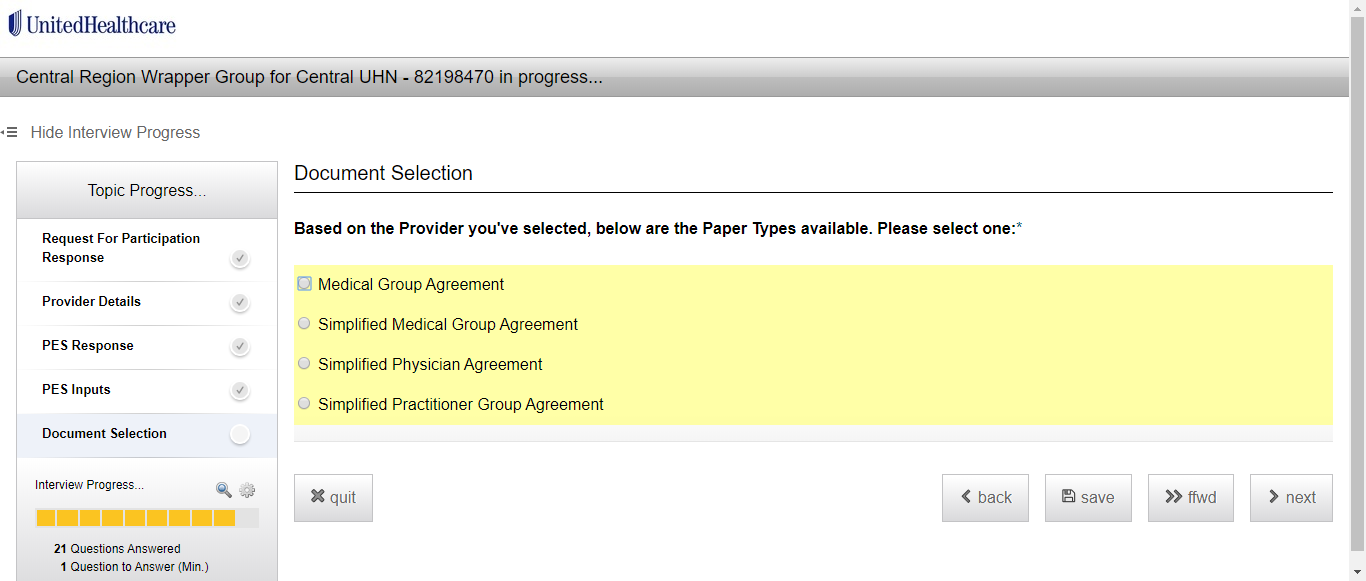 UnitedHealthcare
Central Region Wrapper Group for Central UHN - 82198470 in progress...
Hide Interview Progress
Topic Progress...
Request For Participation
Response
Provider Details
PES Response
PES Inputs
Document Selection
Interview Progress...
21 Questions Answered
1 Question to Answer (Min.)
Document Selection
Based on the Provider you've selected, below are the Paper Types available. Please select one:*
Medical Group Agreement
Simplified Medical Group Agreement
Simplified Physician Agreement
Simplified Practitioner Group Agreement
quit
back
save
ffwd
next